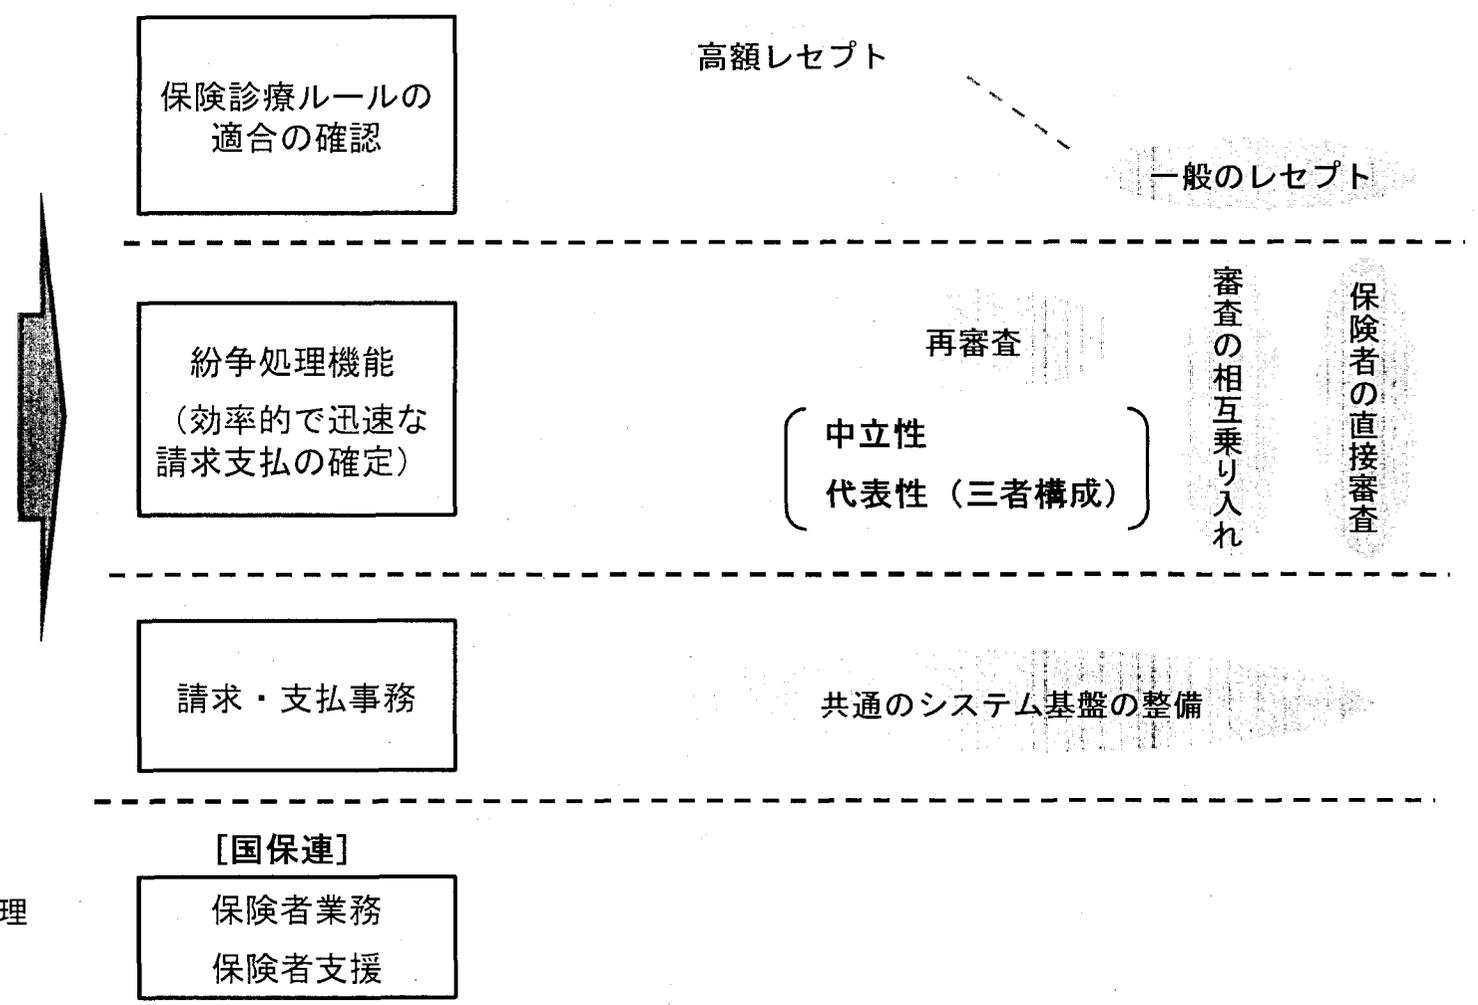 保険診療ルールの
適合の確認
高額レセプト
一般のレセプト
紛争処理機能
（効率的で迅速な
請求支払の確定）
再審査
中立性
代表性（三者構成）
審査の相互乗り入れ
保険者の直接審査
請求・支払事務
共通のシステム基盤の整備
[国保連]
理
保険者業務
保険者支援